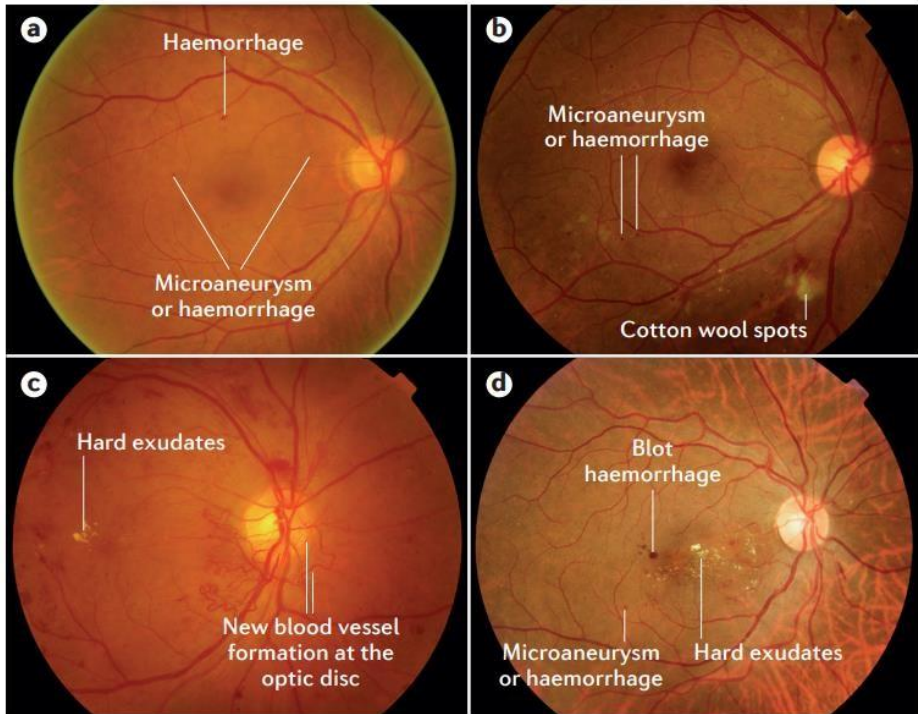 a
Haemorrhage
Microaneurysm
or haemorrhage
b
Microaneurysm
or haemorrhage
Cotton wool spots
c
Hard exudates
New blood vessel
formation at the
optic disc
d
Blot
haemorrhage
Microaneurysm
or haemorrhage
Hard exudates